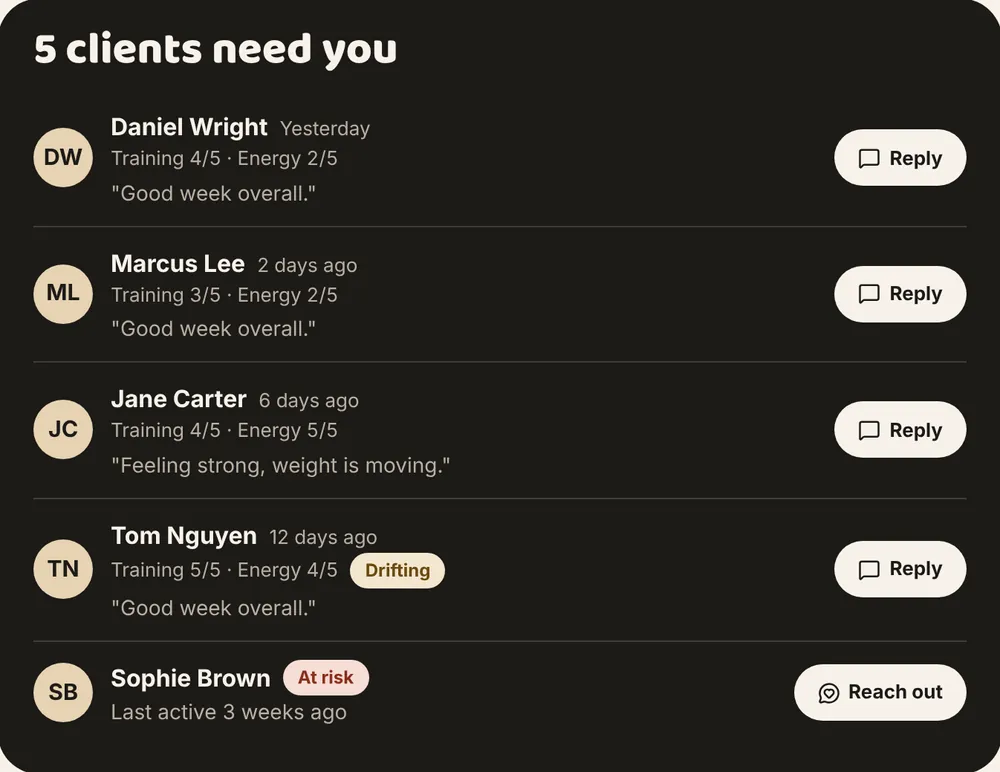 5 clients need you
DW
Daniel Wright Yesterday
Training 4/5 · Energy 2/5
"Good week overall."
Reply
ML
Marcus Lee 2 days ago
Training 3/5 · Energy 2/5
"Good week overall."
Reply
JC
Jane Carter 6 days ago
Training 4/5 · Energy 5/5
"Feeling strong, weight is moving."
Reply
TN
Tom Nguyen 12 days ago
Training 5/5 · Energy 4/5 Drifting
"Good week overall."
Reply
SB
Sophie Brown At risk
Last active 3 weeks ago
Reach out